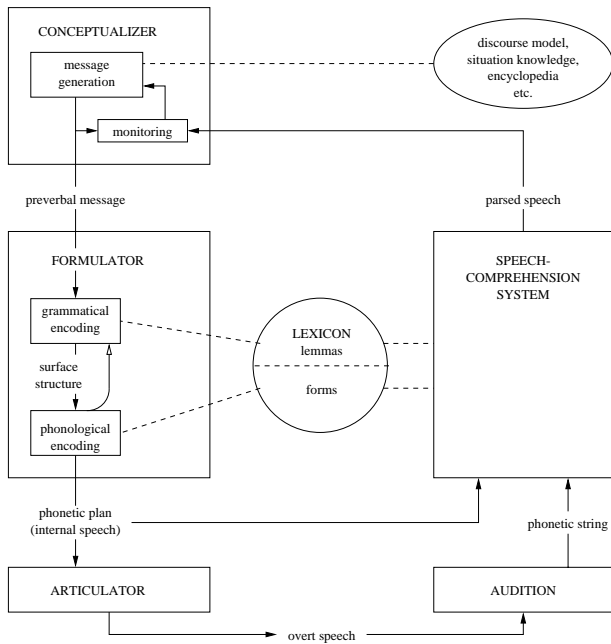 CONCEPTUALIZER
message
generation
monitoring
discourse model,
situation knowledge,
encyclopedia
etc.
preverbal message
parsed speech
FORMULATOR
grammatical
encoding
surface
structure
phonological
encoding
LEXICON
lemmas
forms
SPEECH-
COMPREHENSION
SYSTEM
phonetic plan
(internal speech)
phonetic string
ARTICULATOR
AUDITION
overt speech